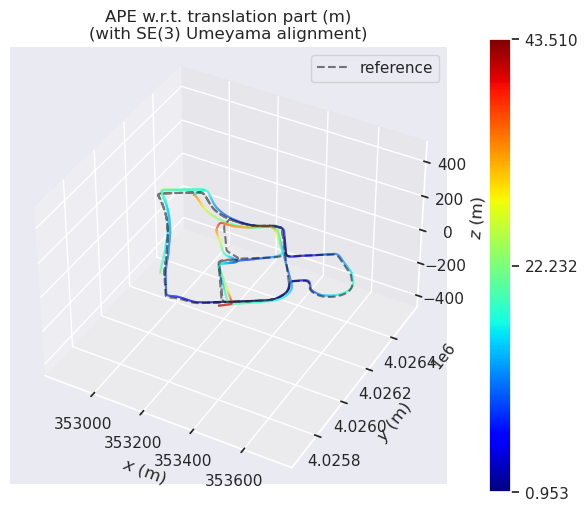 APE w.r.t. translation part (m)
(with SE(3) Umeyama alignment)
reference
43.510
22.232
0.953
400
200
0
−200
−400
z (m)
1e6
4.0264
4.0262
4.0260
4.0258
y (m)
353000
353200
353400
353600
x (m)